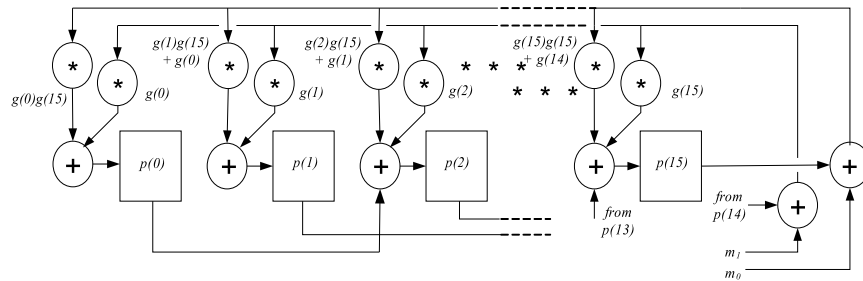 g(1)g(15)
+ g(0)
g(2)g(15)
+ g(1)
g(15)g(15)
+ g(14)
* * * * * * * * * * *
g(0)g(15)
g(0)
g(1)
g(2)
* * *
g(15)
+ p(0) + p(1) + p(2) + p(15) +
from
p(13)
from
p(14)
+
m1
m0